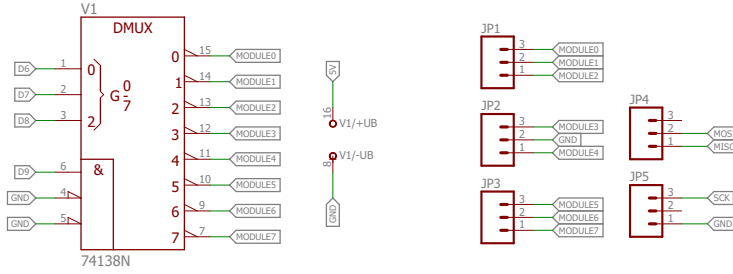 V1
DMUX
D6 1 0
D7 2
D8 3 2
G 0 7
D9 6 &
GND 4
GND 5
0 15 MODULE0
1 14 MODULE1
2 13 MODULE2
3 12 MODULE3
4 11 MODULE4
5 10 MODULE5
6 9 MODULE6
7 7 MODULE7
74138N
5V
16
V1/+UB
V1/-UB
8
GND
JP1
3 MODULE0
2 MODULE1
1 MODULE2
JP2
3 MODULE3
2 GND
1 MODULE4
JP3
3 MODULE5
2 MODULE6
1 MODULE7
JP4
3
2
1 MISO
JP5
3 SCK
2
1 GND